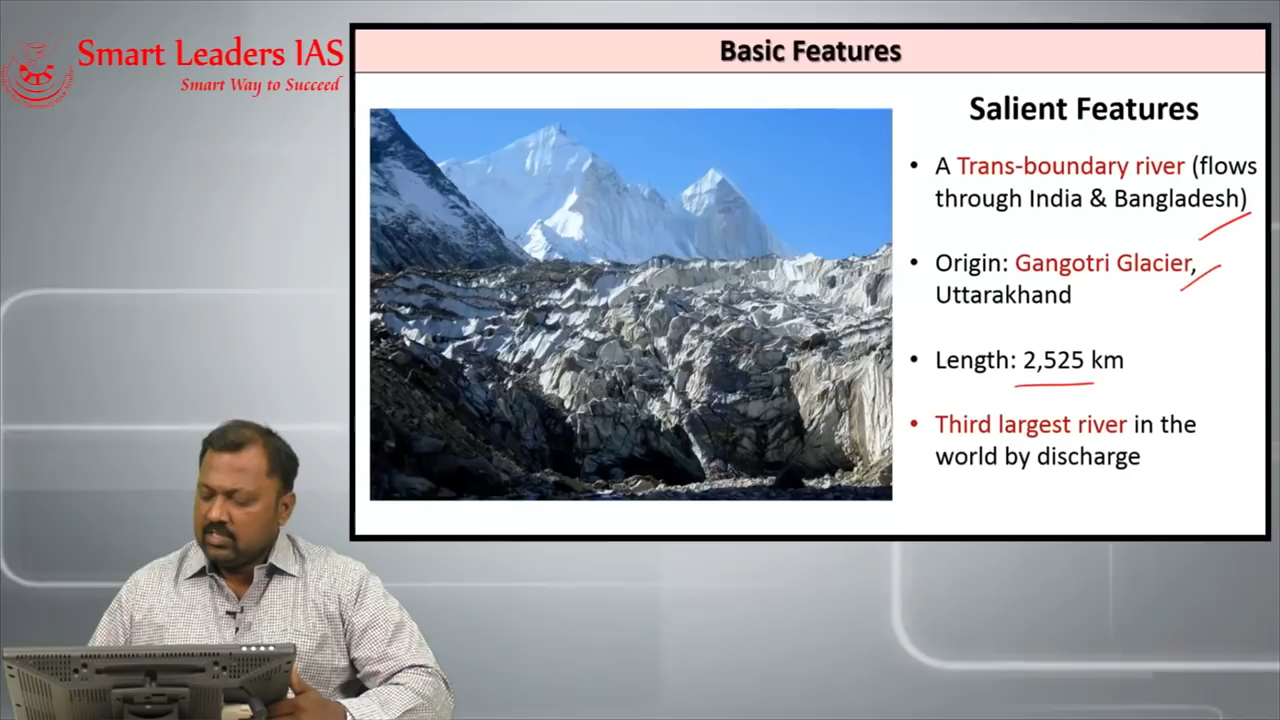 Smart Leaders IAS
Smart Way to Succeed
Basic Features
Salient Features
• A Trans-boundary river (flows
through India & Bangladesh)
• Origin: Gangotri Glacier,
Uttarakhand
• Length: 2,525 km
• Third largest river in the
world by discharge